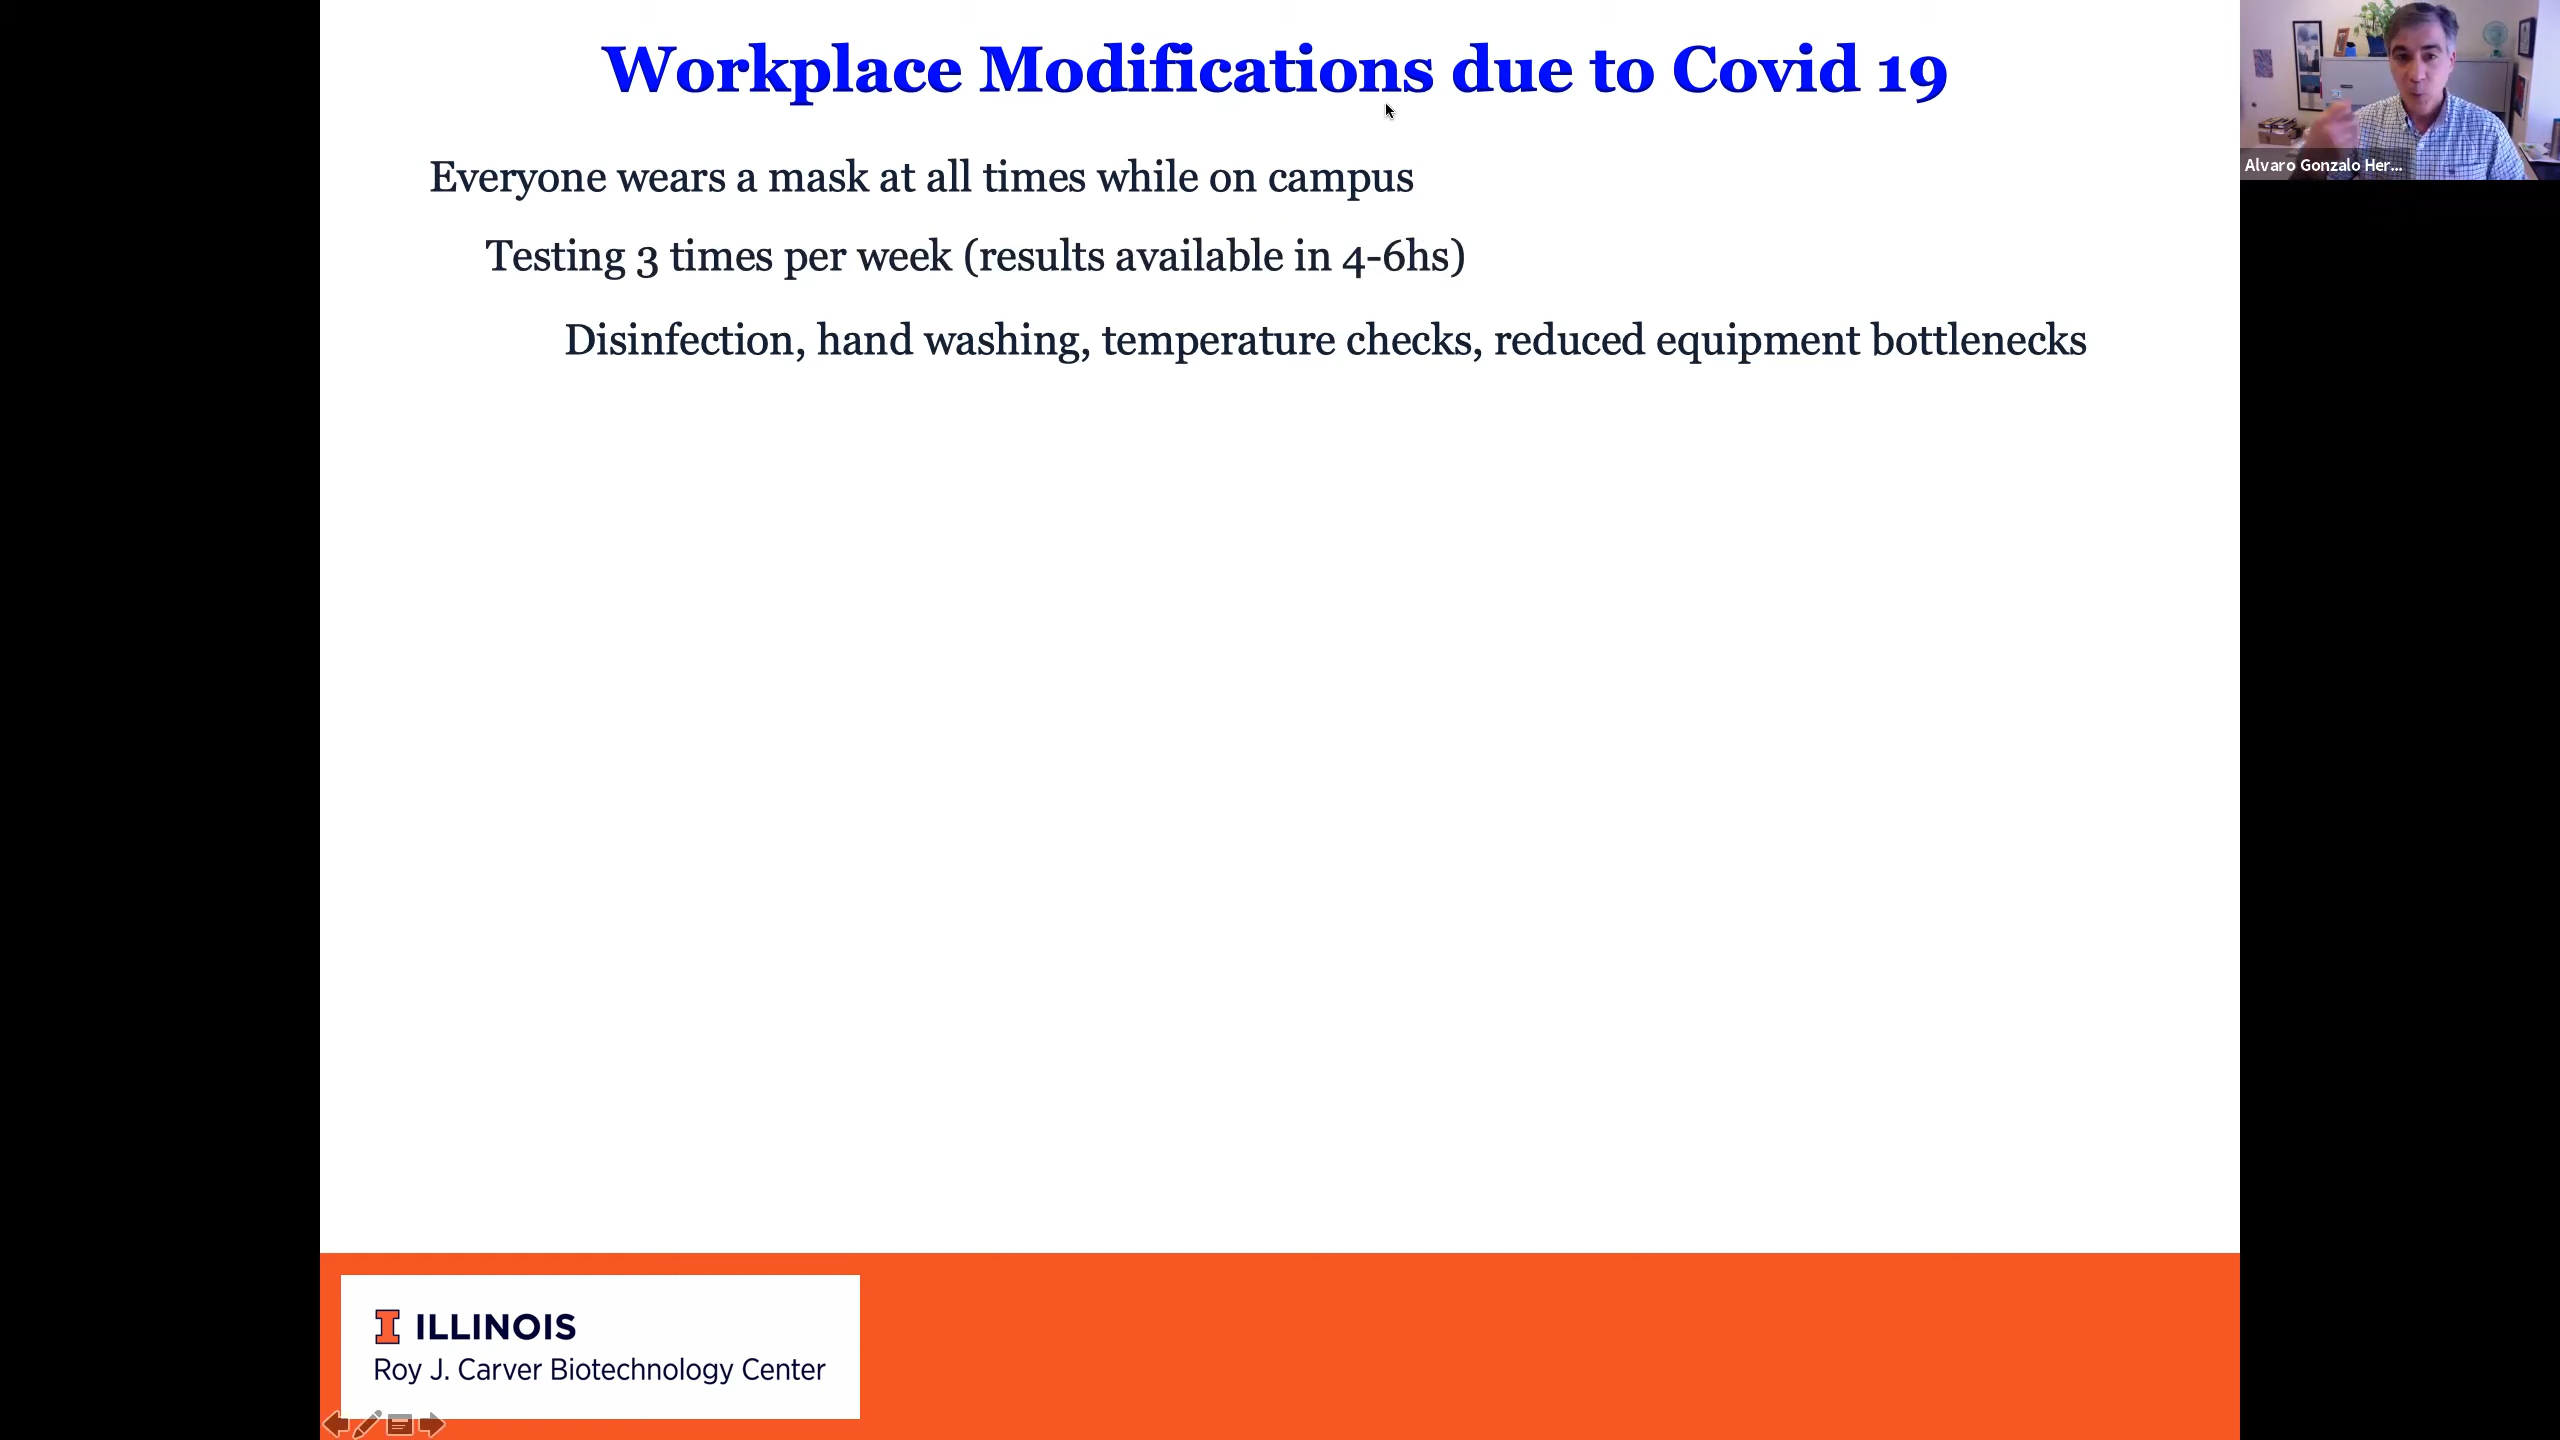 Workplace Modifications due to Covid 19
Everyone wears a mask at all times while on campus
Testing 3 times per week (results available in 4-6hs)
Disinfection, hand washing, temperature checks, reduced equipment bottlenecks
Alvaro Gonzalo Her...
I ILLINOIS
Roy J. Carver Biotechnology Center